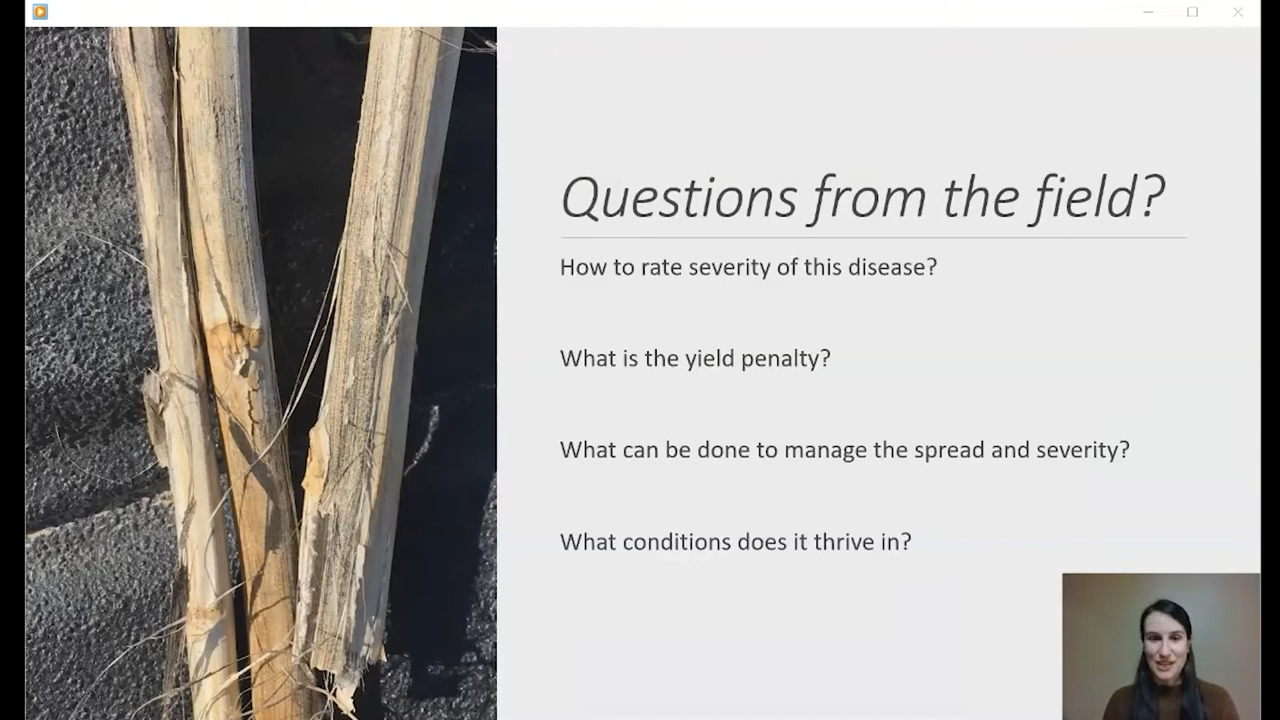 Questions from the field?
How to rate severity of this disease?
What is the yield penalty?
What can be done to manage the spread and severity?
What conditions does it thrive in?